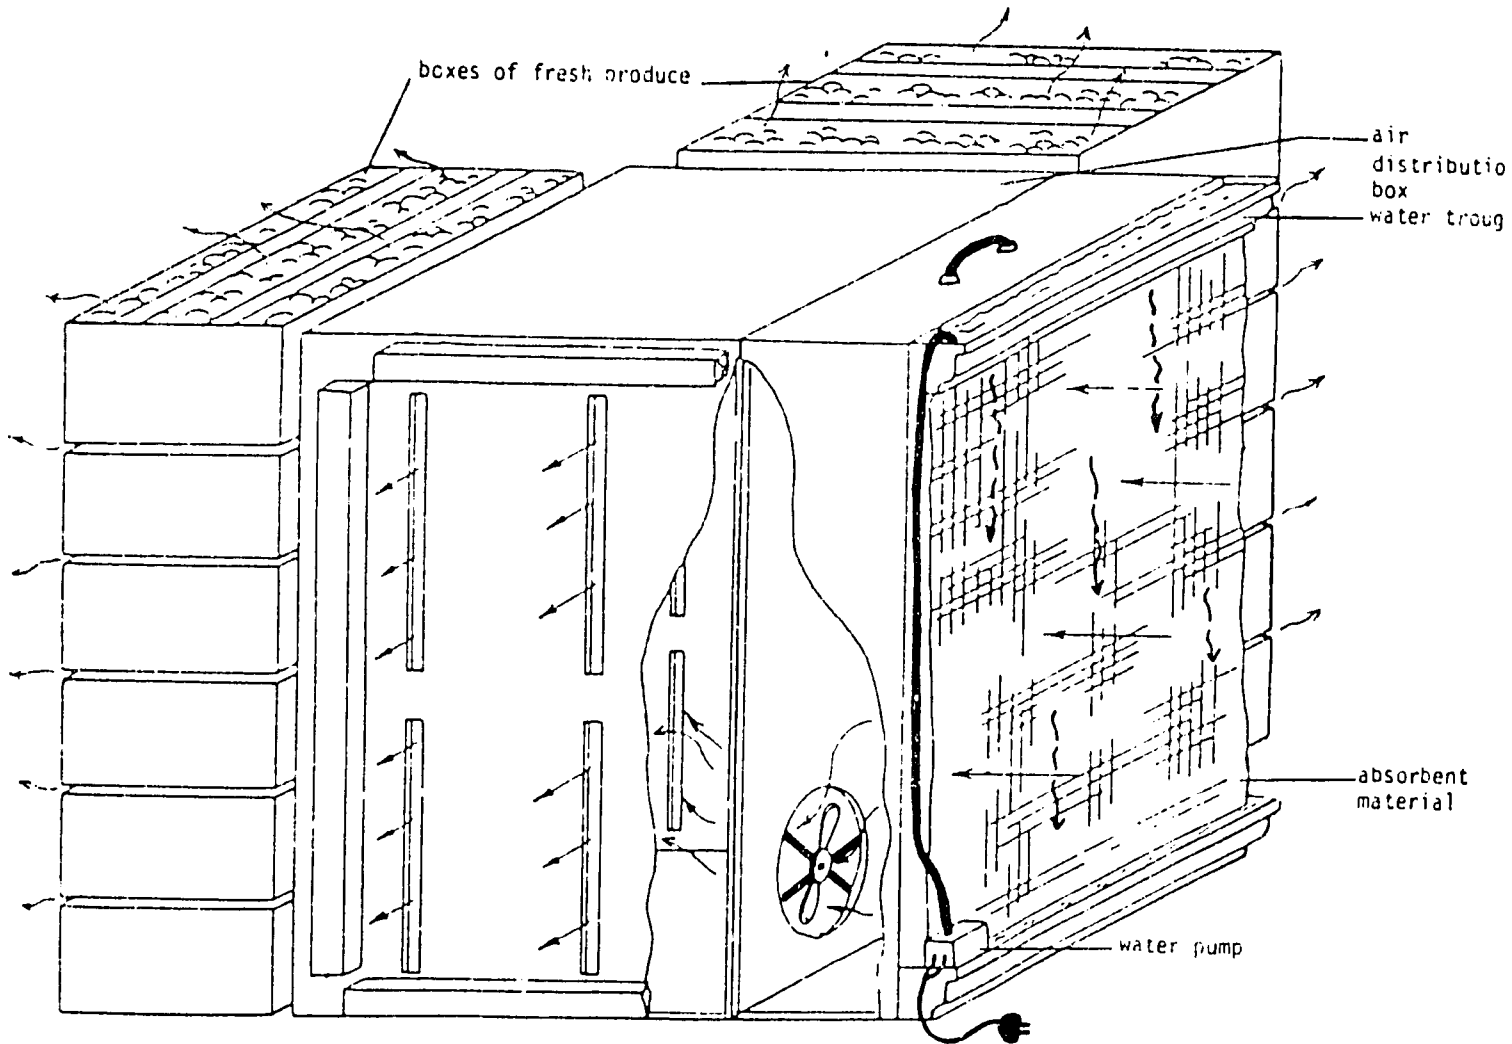 boxes of fresh produce
air
distributio
box
water troug
absorbent
material
water pump